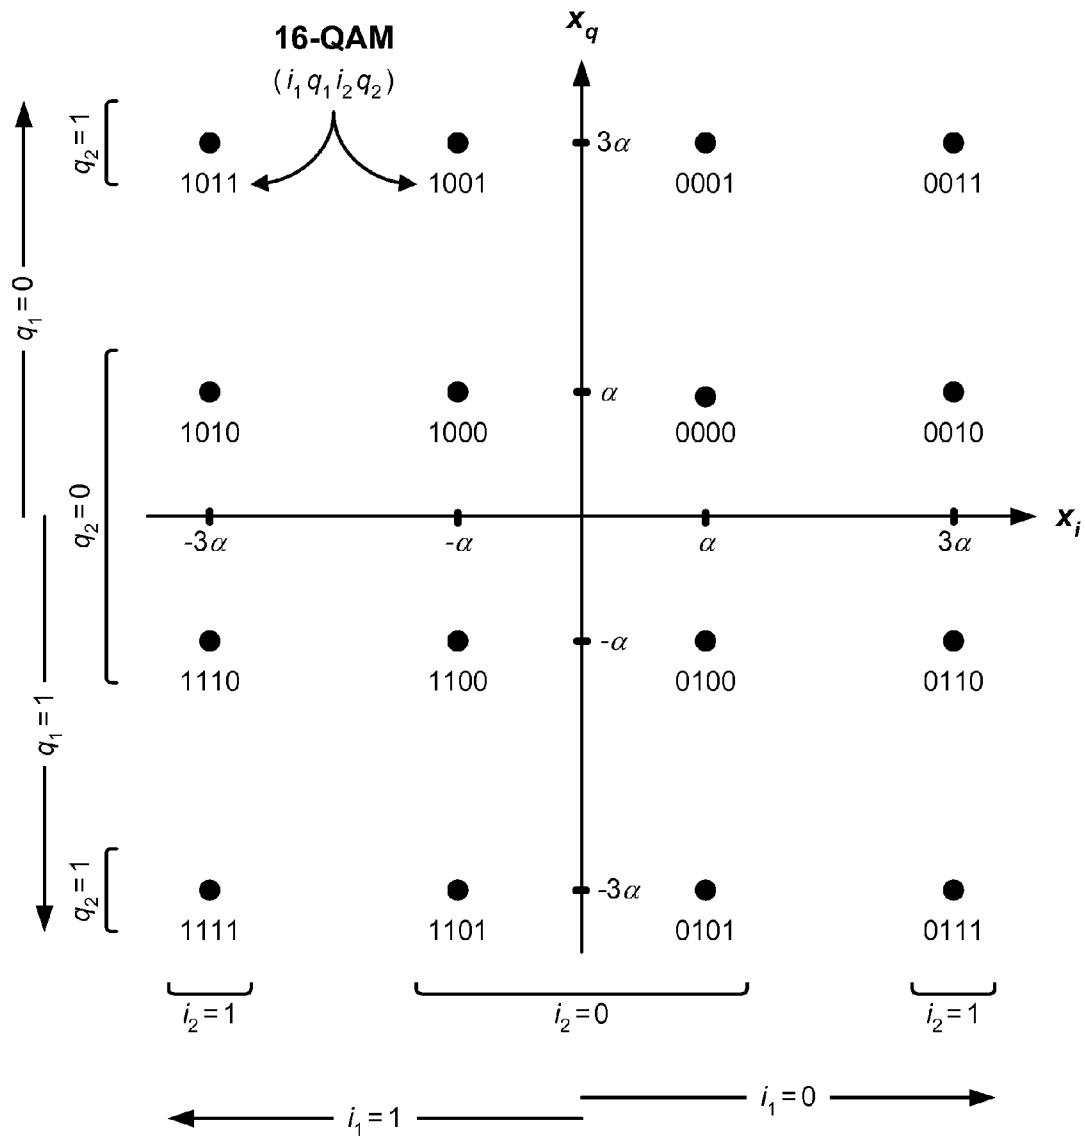 x_q
16-QAM
(i₁ q₁ i₂ q₂)
q₂=1
3α
1011 1001 0001 0011
q₁=0
α
1010 1000 0000 0010
q₂=0
x_i
-3α -α α 3α
-α
1110 1100 0100 0110
q₁=1
q₂=1
-3α
1111 1101 0101 0111
i₂=1 i₂=0 i₂=1
i₁=0
i₁=1